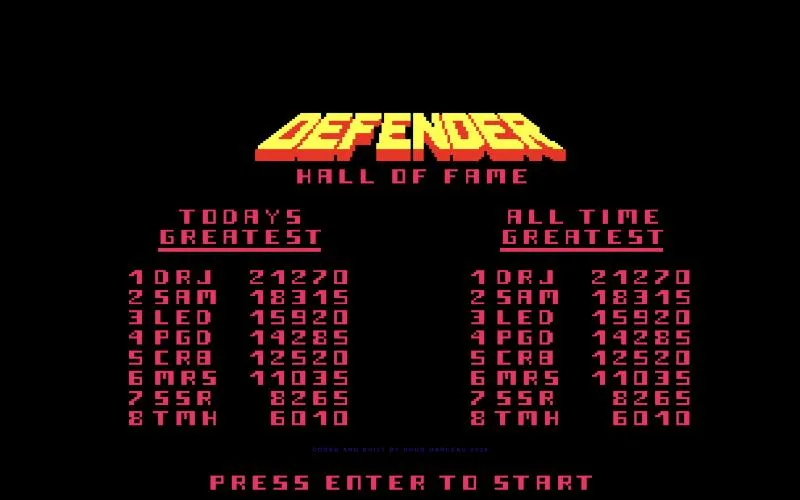 DEFENDER
HALL OF FAME
TODAYS
GREATEST
1 DRJ 21270
2 SAM 18315
3 LED 15920
4 PGD 14285
5 CRB 12520
6 MRS 11035
7 SSR 8265
8 TMH 6010
ALL TIME
GREATEST
1 DRJ 21270
2 SAM 18315
3 LED 15920
4 PGD 14285
5 CRB 12520
6 MRS 11035
7 SSR 8265
8 TMH 6010
PRESS ENTER TO START